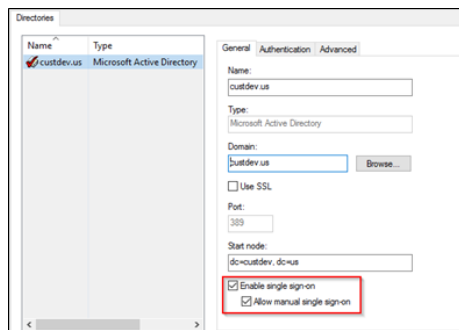 Directories
Name Type
custdev.us Microsoft Active Directory
General Authentication Advanced
Name:
custdev.us
Type:
Microsoft Active Directory
Domain:
custdev.us Browse...
Use SSL
Port:
389
Start node:
dc=custdev, dc=us
Enable single sign-on
Allow manual single sign-on